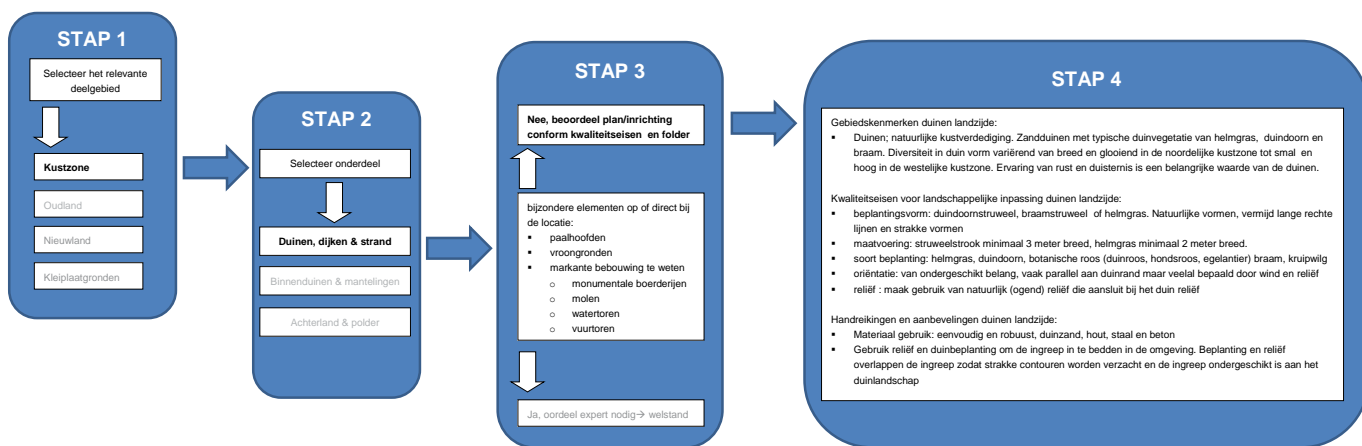 STAP 1
Selecteer het relevante
deelgebied
Kustzone
Oudland
Nieuwland
Kleiplaatgronden
STAP 2
Selecteer onderdeel
Duinen, dijken & strand
Binnenduinen & mantelingen
Achterland & polder
STAP 3
Nee, beoordeel plan/inrichting
conform kwaliteitseisen en folder
bijzondere elementen op of direct bij
de locatie:
▪ paalhoofden
▪ vroongronden
▪ markante bebouwing te weten
o monumentale boerderijen
o molen
o watertoren
o vuurtoren
Ja, oordeel expert nodig→ welstand
STAP 4
Gebiedskenmerken duinen landzijde:
▪ Duinen; natuurlijke kustverdediging. Zandduinen met typische duinvegetatie van helmgras, duindoorn en
braam. Diversiteit in duin vorm variërend van breed en glooiend in de noordelijke kustzone tot smal en
hoog in de westelijke kustzone. Ervaring van rust en duisternis is een belangrijke waarde van de duinen.
Kwaliteitseisen voor landschappelijke inpassing duinen landzijde:
▪ beplantingsvorm: duindoornstruweel, braamstruweel of helmgras. Natuurlijke vormen, vermijd lange rechte
lijnen en strakke vormen
▪ maatvoering: struweelstrook minimaal 3 meter breed, helmgras minimaal 2 meter breed.
▪ soort beplanting: helmgras, duindoorn, botanische roos (duinroos, hondsroos, egelantier) braam, kruipwilg
▪ oriëntatie: van ondergeschikt belang, vaak parallel aan duinrand maar veelal bepaald door wind en reliëf
▪ reliëf : maak gebruik van natuurlijk (ogend) reliëf die aansluit bij het duin reliëf
Handreikingen en aanbevelingen duinen landzijde:
▪ Materiaal gebruik: eenvoudig en robuust, duinzand, hout, staal en beton
▪ Gebruik reliëf en duinbeplanting om de ingreep in te bedden in de omgeving. Beplanting en reliëf
overlappen de ingreep zodat strakke contouren worden verzacht en de ingreep ondergeschikt is aan het
duinlandschap